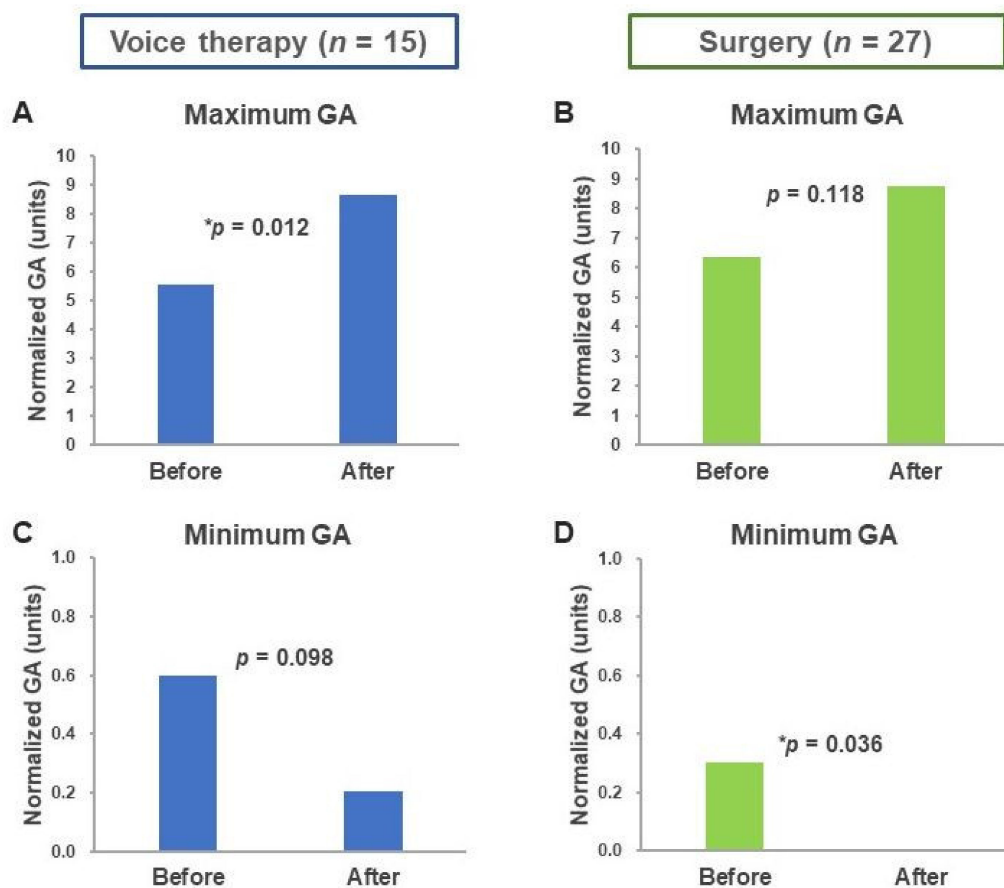 Voice therapy (n = 15)
Surgery (n = 27)
A
Maximum GA
Normalized GA (units)
10
9
8
7
6
5
4
3
2
1
0
*p = 0.012
Before
After
B
Maximum GA
Normalized GA (units)
10
9
8
7
6
5
4
3
2
1
0
p = 0.118
Before
After
C
Minimum GA
Normalized GA (units)
1.0
0.8
0.6
0.4
0.2
0.0
p = 0.098
Before
After
D
Minimum GA
Normalized GA (units)
1.0
0.8
0.6
0.4
0.2
0.0
*p = 0.036
Before
After